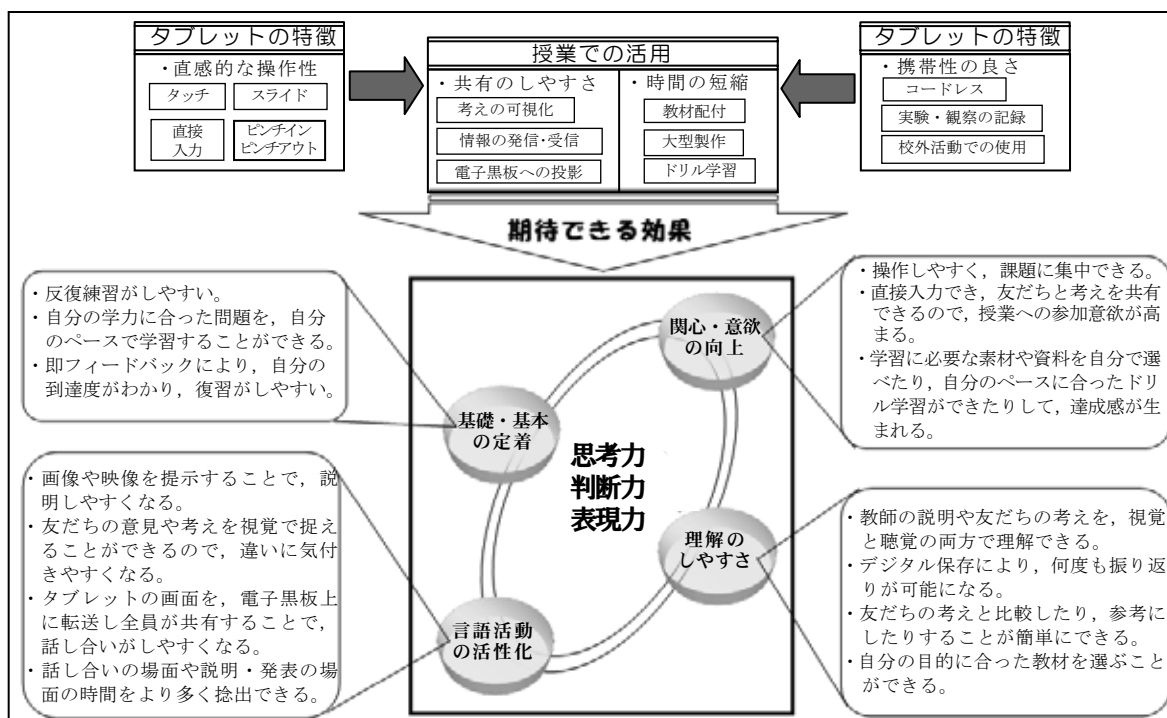 タブレットの特徴
・直感的な操作性
タッチ
スライド
直接
入力
ピンチイン
ピンチアウト
授業での活用
・共有のしやすさ
考えの可視化
情報の発信・受信
電子黒板への投影
・時間の短縮
教材配付
大型製作
ドリル学習
タブレットの特徴
・携帯性の良さ
コードレス
実験・観察の記録
校外活動での使用
期待できる効果
・反復練習がしやすい。
・自分の学力に合った問題を，自分
のペースで学習することができる。
・即フィードバックにより，自分の
到達度がわかり，復習がしやすい。
・操作しやすく，課題に集中できる。
・直接入力でき，友だちと考えを共有
できるので，授業への参加意欲が高
まる。
・学習に必要な素材や資料を自分で選
べたり，自分のペースに合ったドリ
ル学習ができたりして，達成感が生
まれる。
関心・意欲
の向上
基礎・基本
の定着
思考力
判断力
表現力
理解の
しやすさ
言語活動
の活性化
・画像や映像を提示することで，説
明しやすくなる。
・友だちの意見や考えを視覚で捉え
ることができるので，違いに気付
きやすくなる。
・タブレットの画面を，電子黒板上
に転送し全員が共有することで，
話し合いがしやすくなる。
・話し合いの場面や説明・発表の場
面の時間をより多く捻出できる。
・教師の説明や友だちの考えを，視覚
と聴覚の両方で理解できる。
・デジタル保存により，何度も振り返
りが可能になる。
・友だちの考えと比較したり，参考に
したりすることが簡単にできる。
・自分の目的に合った教材を選ぶこと
ができる。